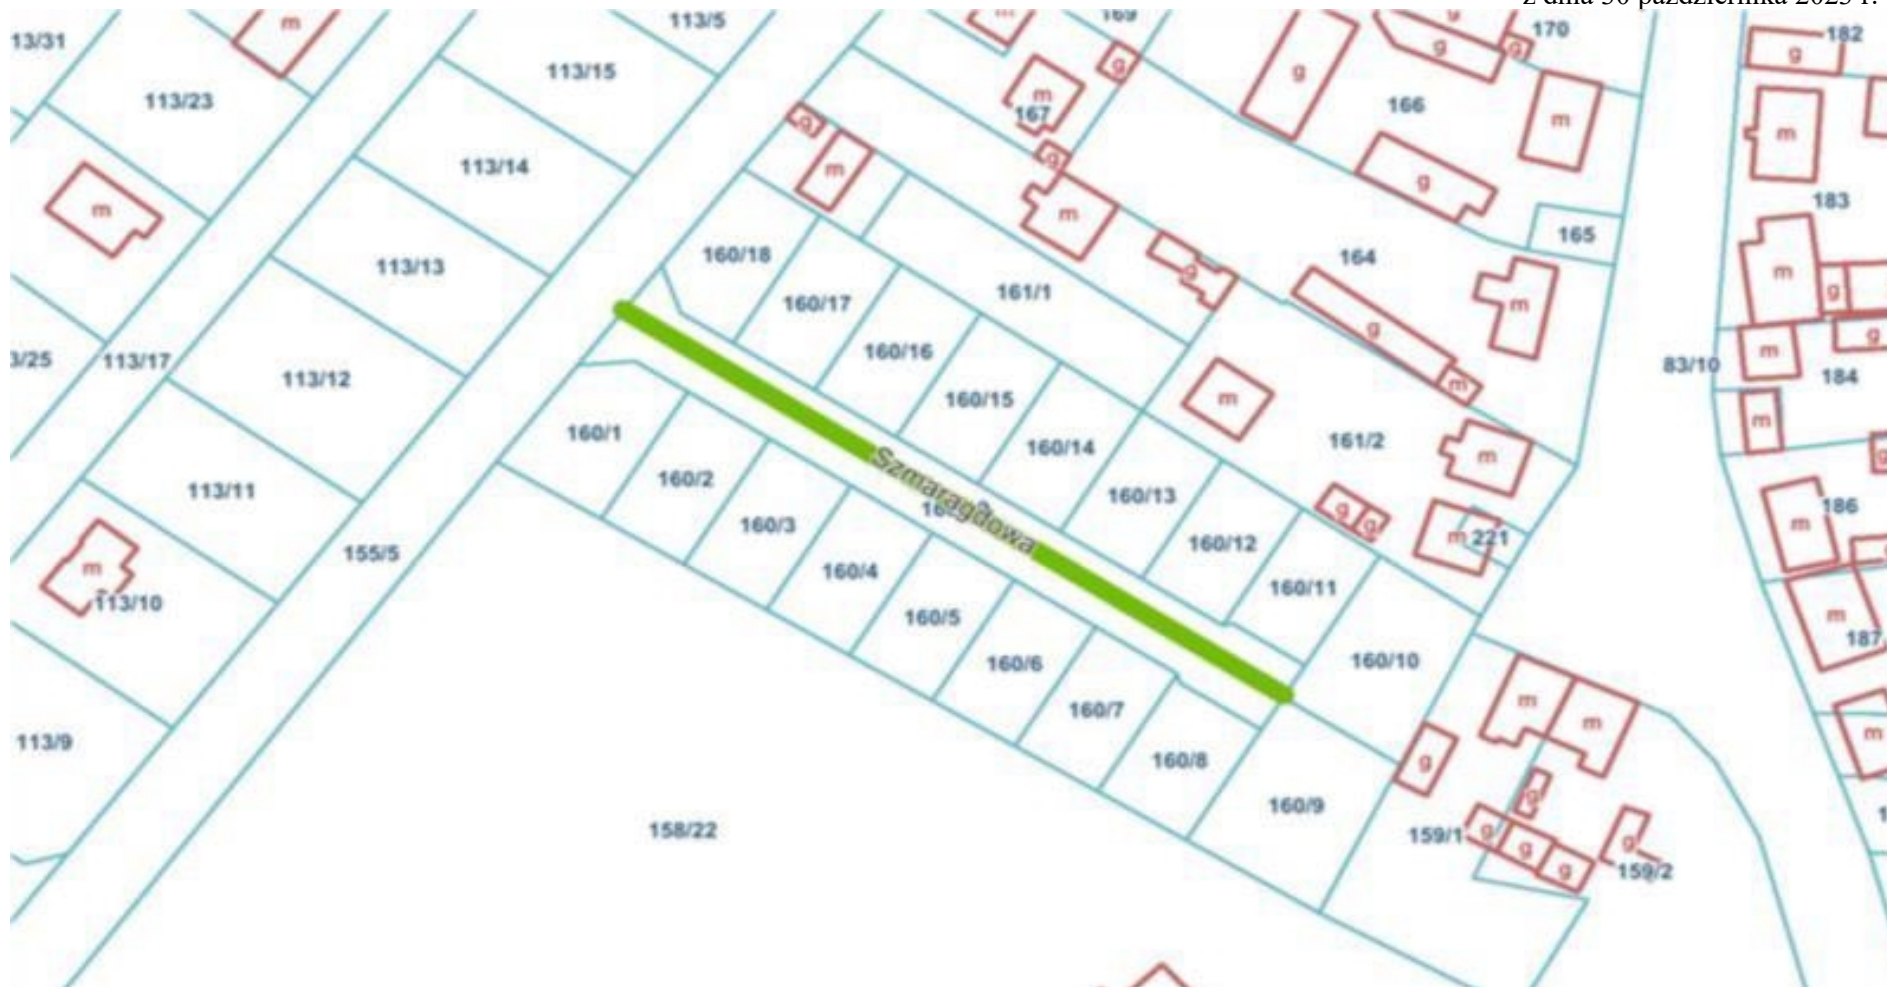 z dnia 30 października 2023 r.
13/31
113/23
m
113/5
113/15
169
g
m
167
g
170
g
g
g
166
m
182
g
m
183
113/14
g
m
g
m
g
165
164
m
g
113/13
160/18
160/17
161/1
m
g
m
g
113/17
113/12
160/16
160/15
160/14
m
161/2
m
83/10
m
g
184
m
113/11
160/1
160/2
160/3
Szmaragdowa
160/13
160/12
g
g
m
221
m
186
g
m
113/10
155/5
160/4
160/5
160/6
160/11
160/10
m
187
113/9
160/7
160/8
160/9
m
m
g
g
m
158/22
159/1
g
g
g
g
159/2